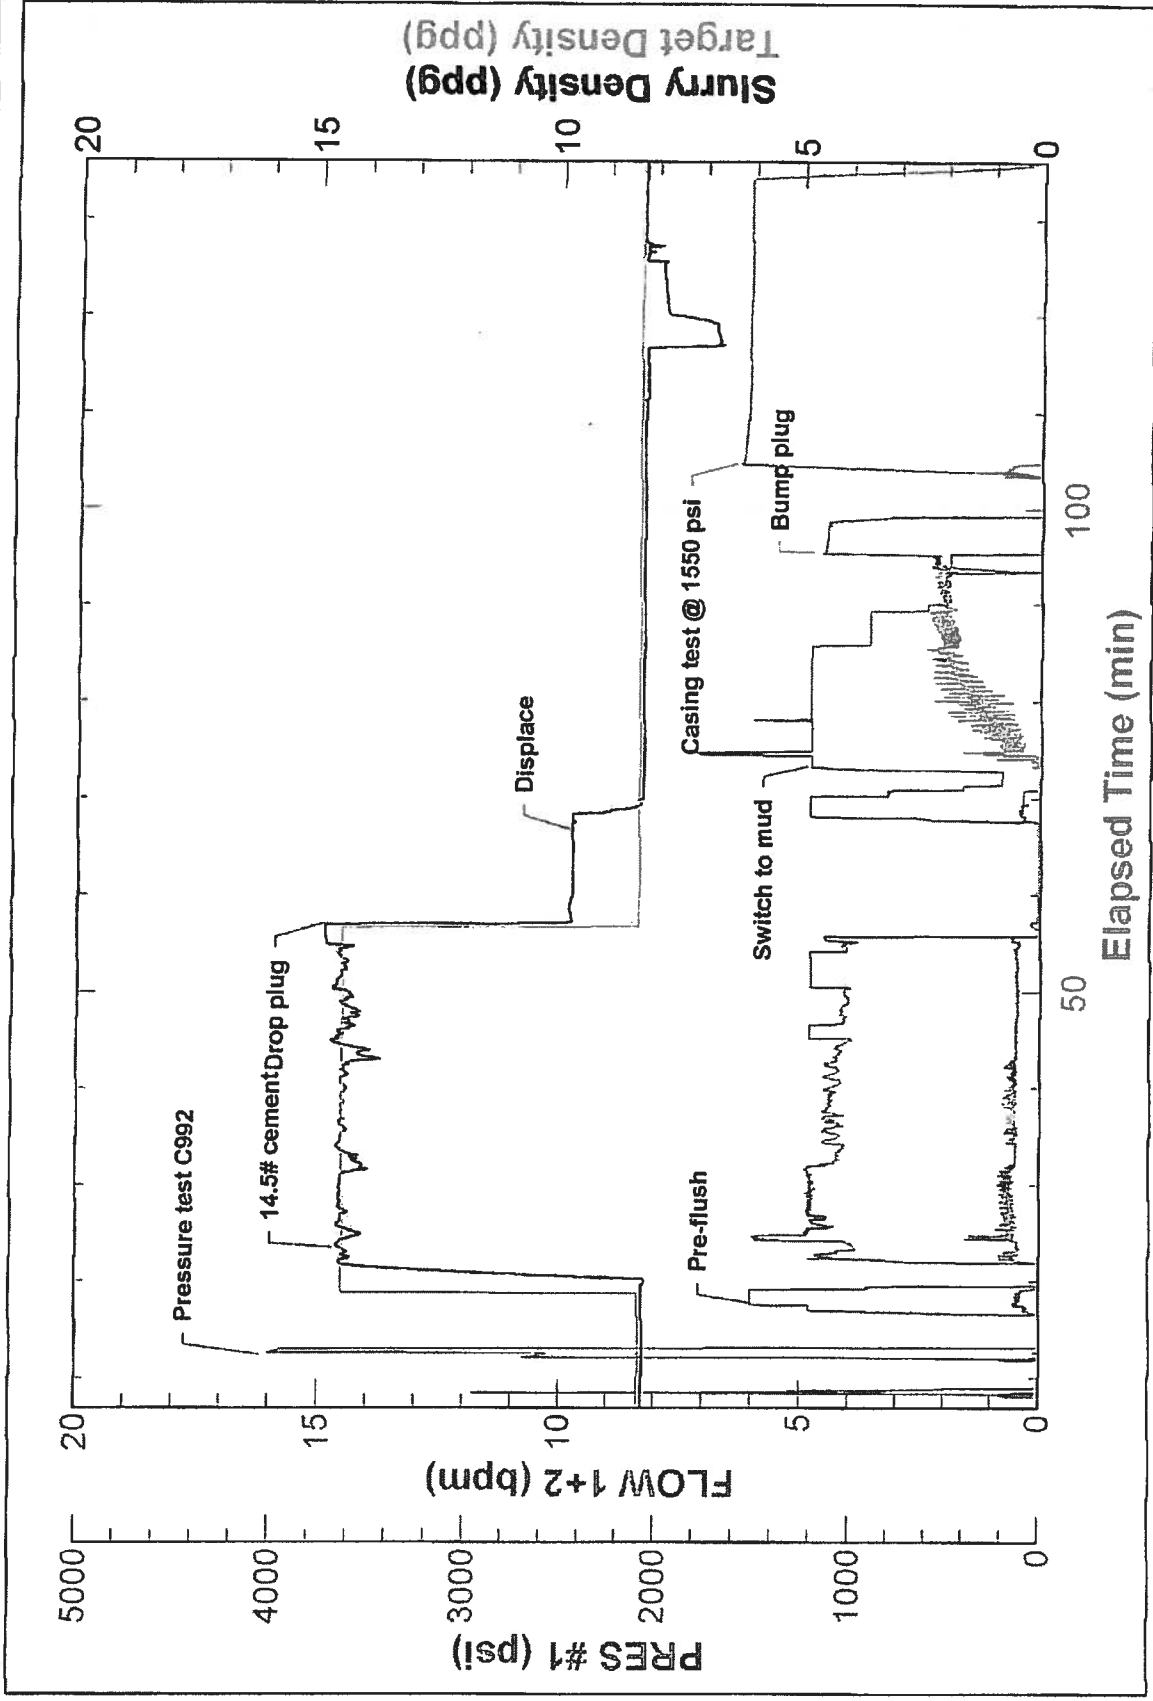 PRES #1 (psi)
5000
4000
3000
2000
1000
0
FLOW 1+2 (bpm)
20
15
10
5
0
Pressure test C992
14.5# cement
Drop plug
Displace
Pre-flush
Switch to mud
Casing test @ 1550 psi
Bump plug
50
100
Elapsed Time (min)
20
15
10
5
0
Slurry Density (ppg)
Target Density (ppg)